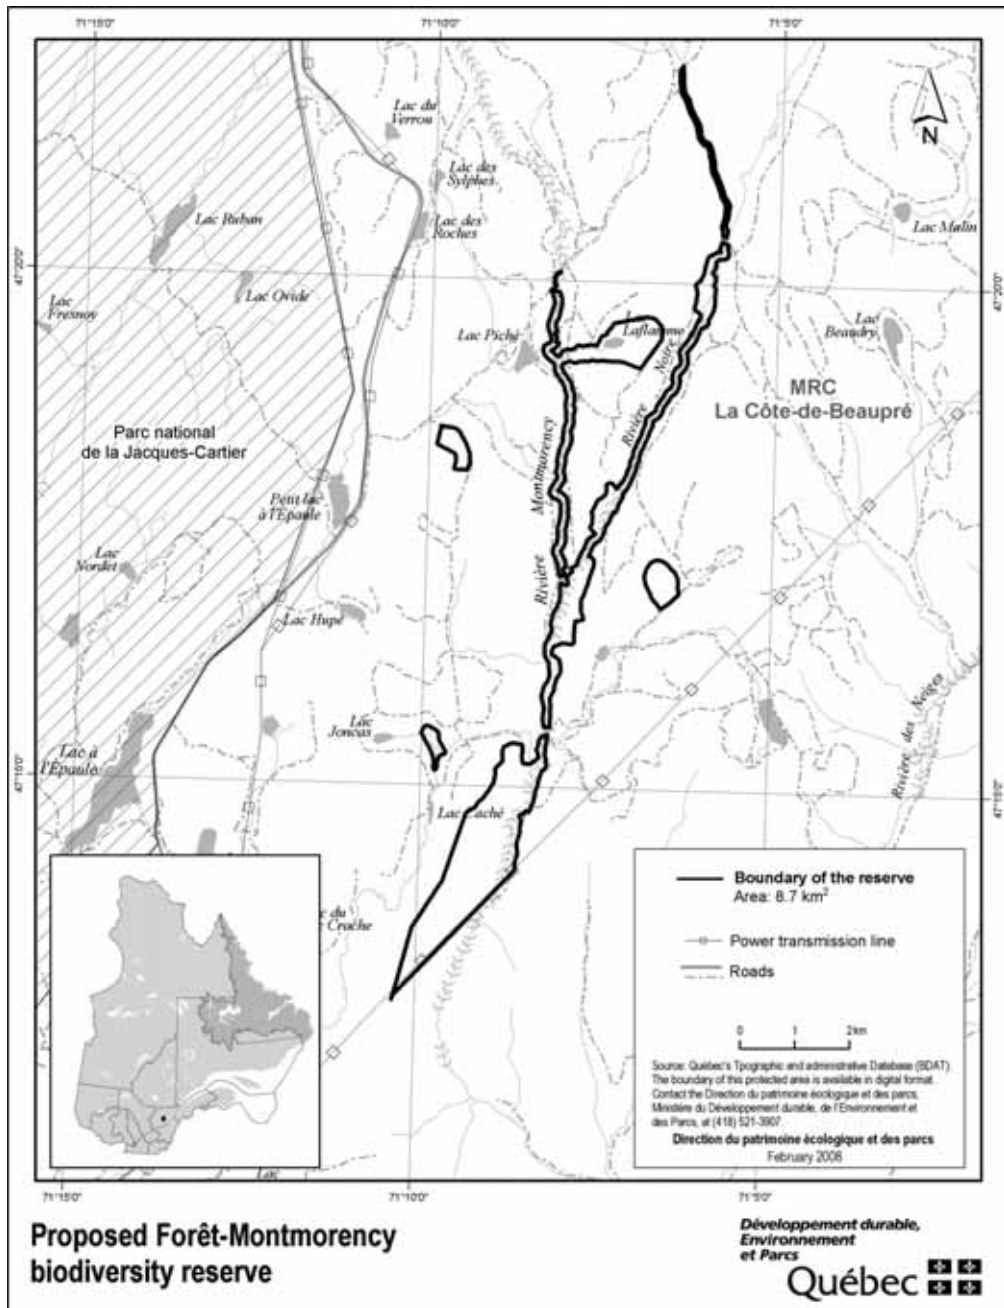 71°15'0"
71°10'0"
71°5'0"
Lac du
Verrou
N
Lac des
Sylphes
Lac Ruban
Lac des
Roches
Lac Malin
47°20'0"
47°20'0"
Lac Ovide
Lac
Fresnoy
Lac Piché
Laflamme
Lac
Beaudry
Noire
MRC
La Côte-de-Beaupré
Rivière
Parc national
de la Jacques-Cartier
Montmorency
Petit lac
à l'Épaule
Lac
Nordet
Rivière
Lac Hupé
Lac
Joncas
Rivière des Neiges
Lac à
l'Épaule
47°15'0"
47°15'0"
Lac Caché
Boundary of the reserve
Area: 8.7 km²
c du
Croche
Power transmission line
Roads
0 1 2 km
Source: Québec's Tpographic and administrative Database (BDAT)
The boundary of this protected area is available in digital format.
Contact the Direction du patrimoine écologique et des parcs,
Ministère du Développement durable, de l'Environnement et
des Parcs, at (418) 521-3907.
Direction du patrimoine écologique et des parcs
February 2008
Lac
71°15'0"
71°10'0"
71°5'0"
Proposed Forêt-Montmorency
biodiversity reserve
Développement durable,
Environnement
et Parcs
Québec